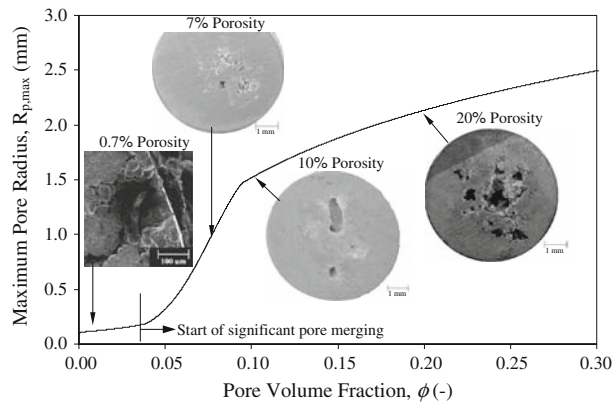 7% Porosity
3.0
2.5
2.0
1.5
1.0
0.5
0.0
Maximum Pore Radius, R_p,max (mm)
1 mm
0.7% Porosity
100 um
10% Porosity
1 mm
20% Porosity
1 mm
Start of significant pore merging
0.00 0.05 0.10 0.15 0.20 0.25 0.30
Pore Volume Fraction, ϕ (-)